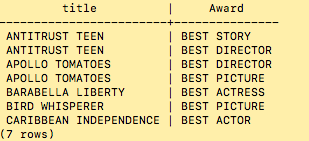 title | Award
-----------------------+----------------
ANTITRUST TEEN | BEST STORY
ANTITRUST TEEN | BEST DIRECTOR
APOLLO TOMATOES | BEST DIRECTOR
APOLLO TOMATOES | BEST PICTURE
BARABELLA LIBERTY | BEST ACTRESS
BIRD WHISPERER | BEST PICTURE
CARIBBEAN INDEPENDENCE | BEST ACTOR
(7 rows)